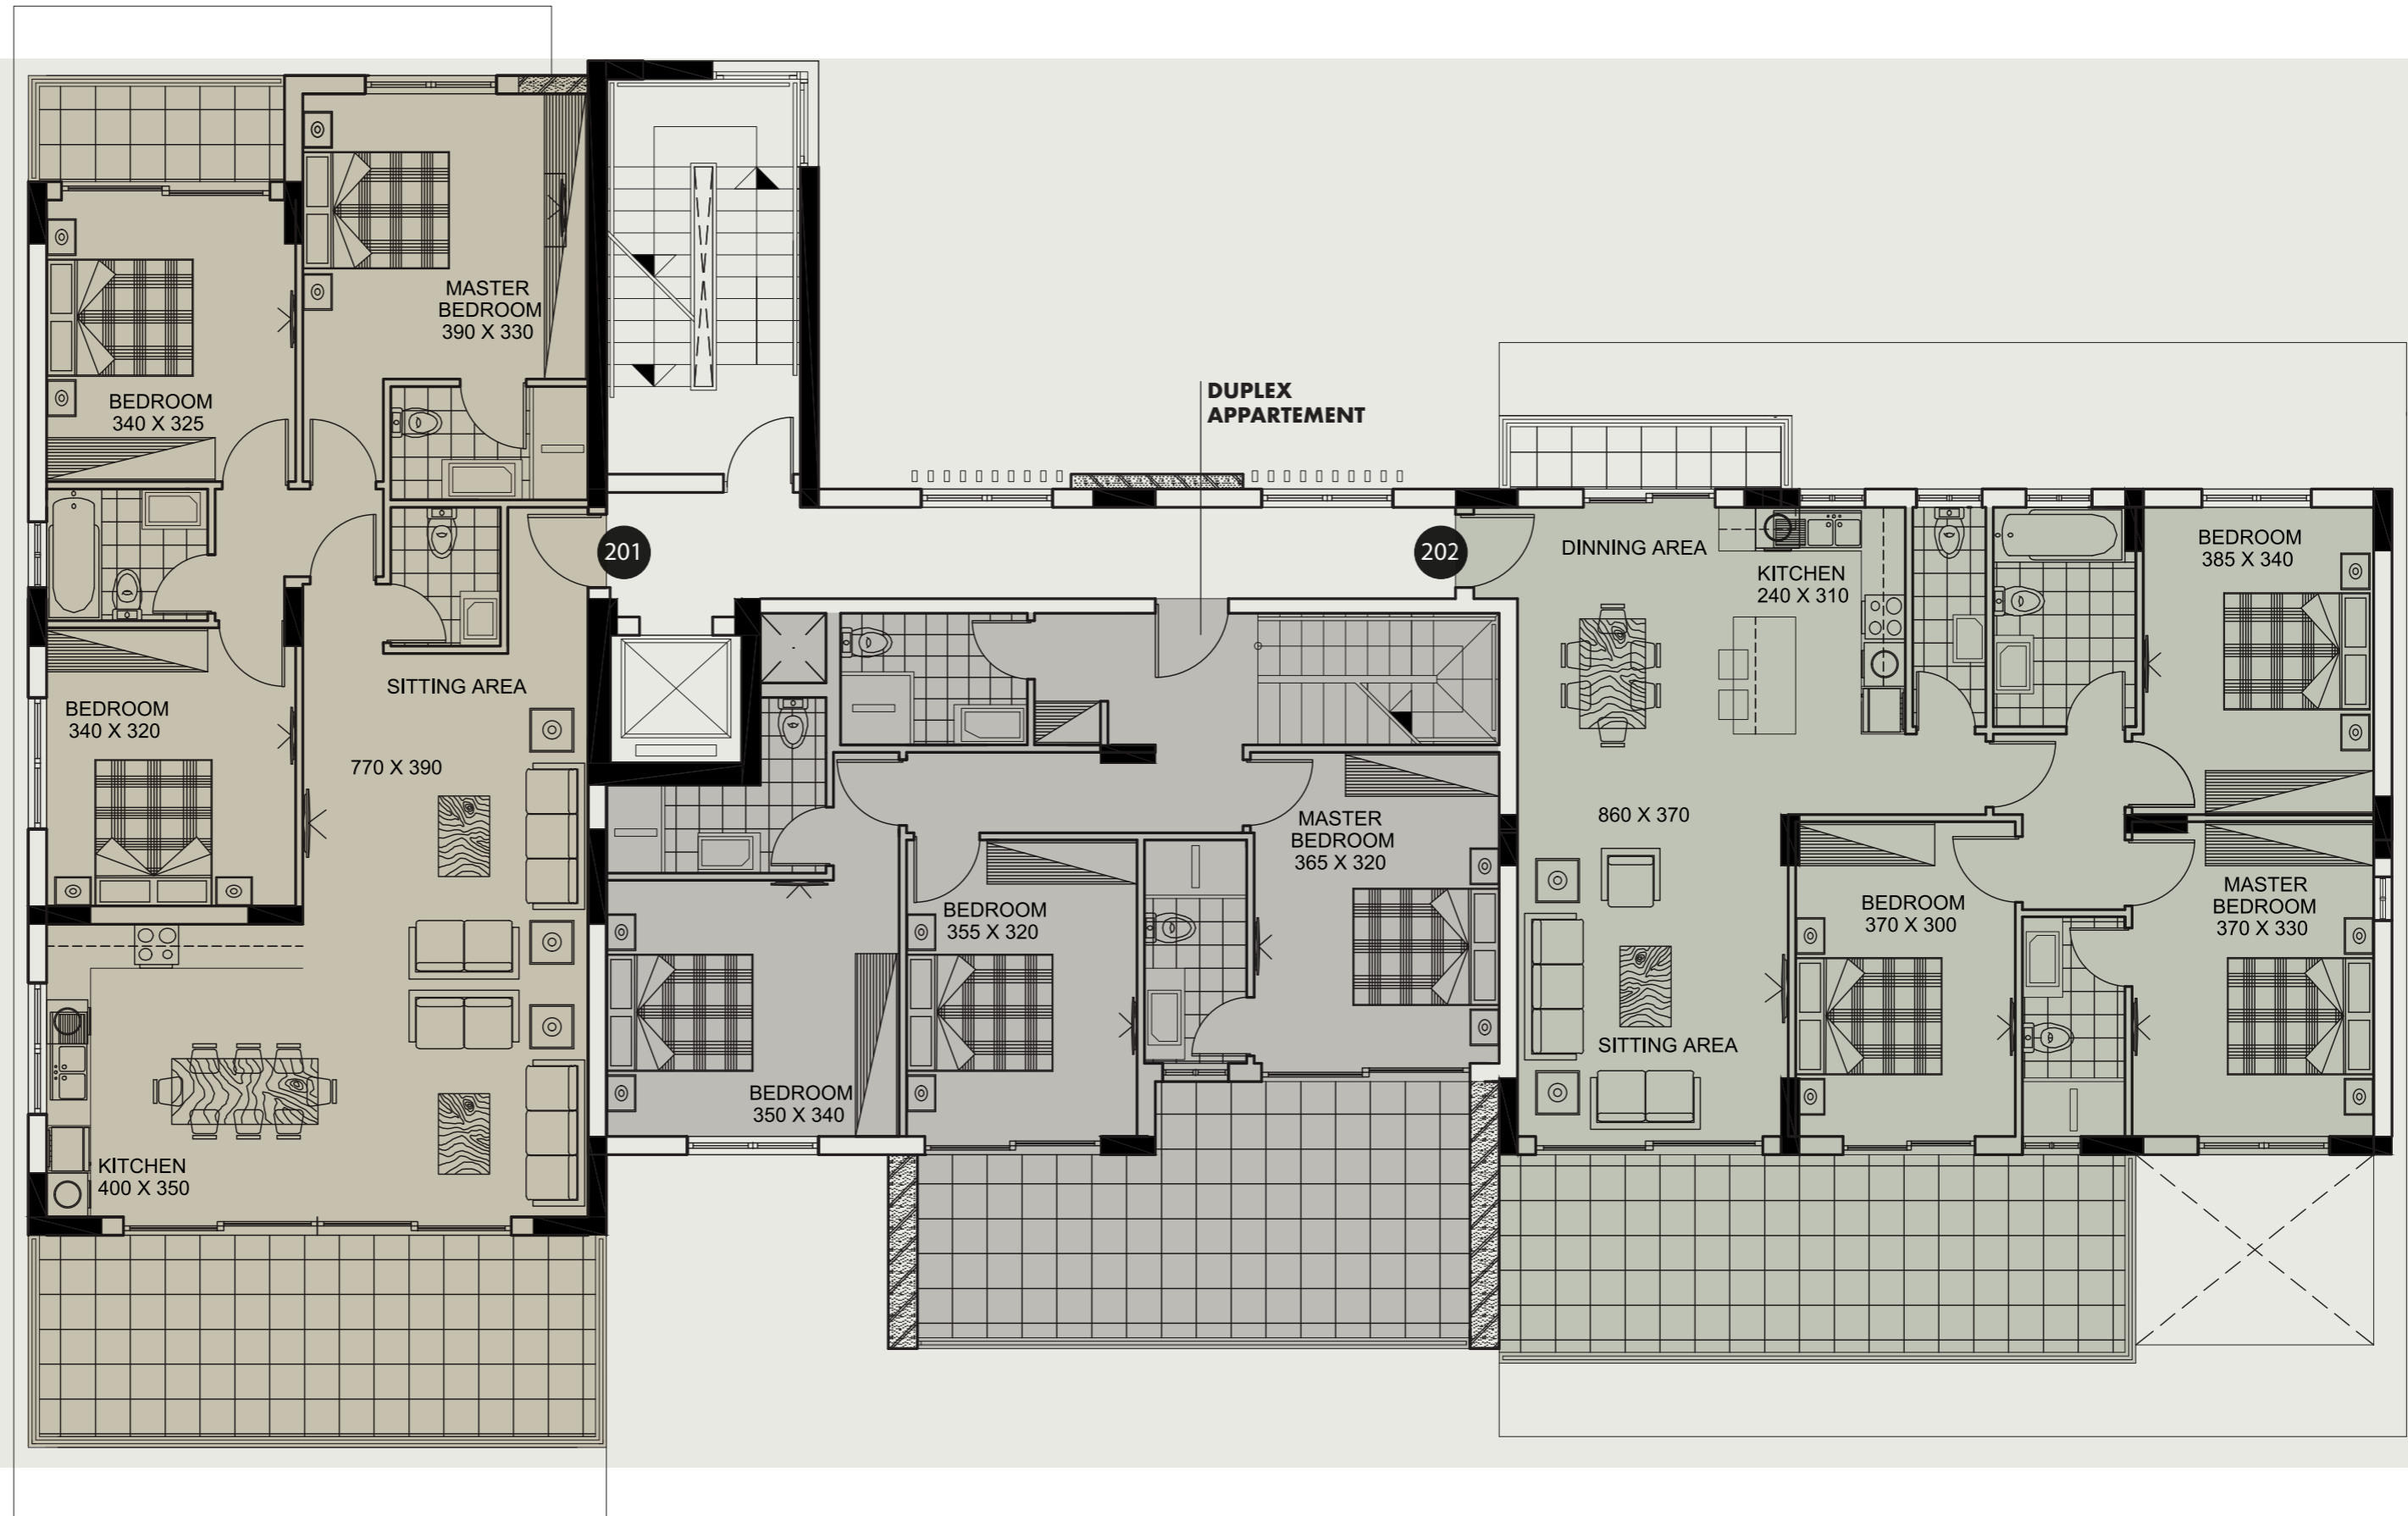 MASTER
BEDROOM
390 X 330
BEDROOM
340 X 325
DUPLEX
APPARTEMENT
201
202
DINNING AREA
KITCHEN
240 X 310
BEDROOM
385 X 340
SITTING AREA
BEDROOM
340 X 320
770 X 390
860 X 370
MASTER
BEDROOM
365 X 320
BEDROOM
355 X 320
BEDROOM
370 X 300
MASTER
BEDROOM
370 X 330
SITTING AREA
BEDROOM
350 X 340
KITCHEN
400 X 350